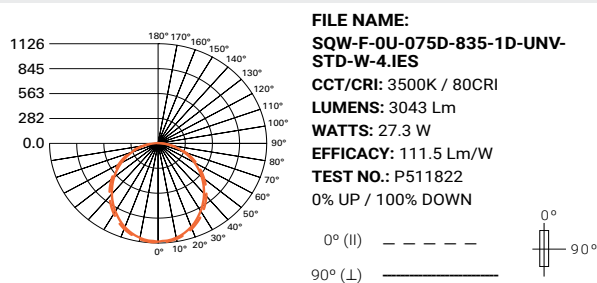 1126
845
563
282
0.0
180° 170° 160° 150° 140° 130° 120° 110° 100° 90° 80° 70° 60° 50° 40° 30° 20° 10° 0°
FILE NAME:
SQW-F-0U-075D-835-1D-UNV-
STD-W-4.IES
CCT/CRI: 3500K / 80CRI
LUMENS: 3043 Lm
WATTS: 27.3 W
EFFICACY: 111.5 Lm/W
TEST NO.: P511822
0% UP / 100% DOWN
0° (II)
90° (⊥)
0°
90°